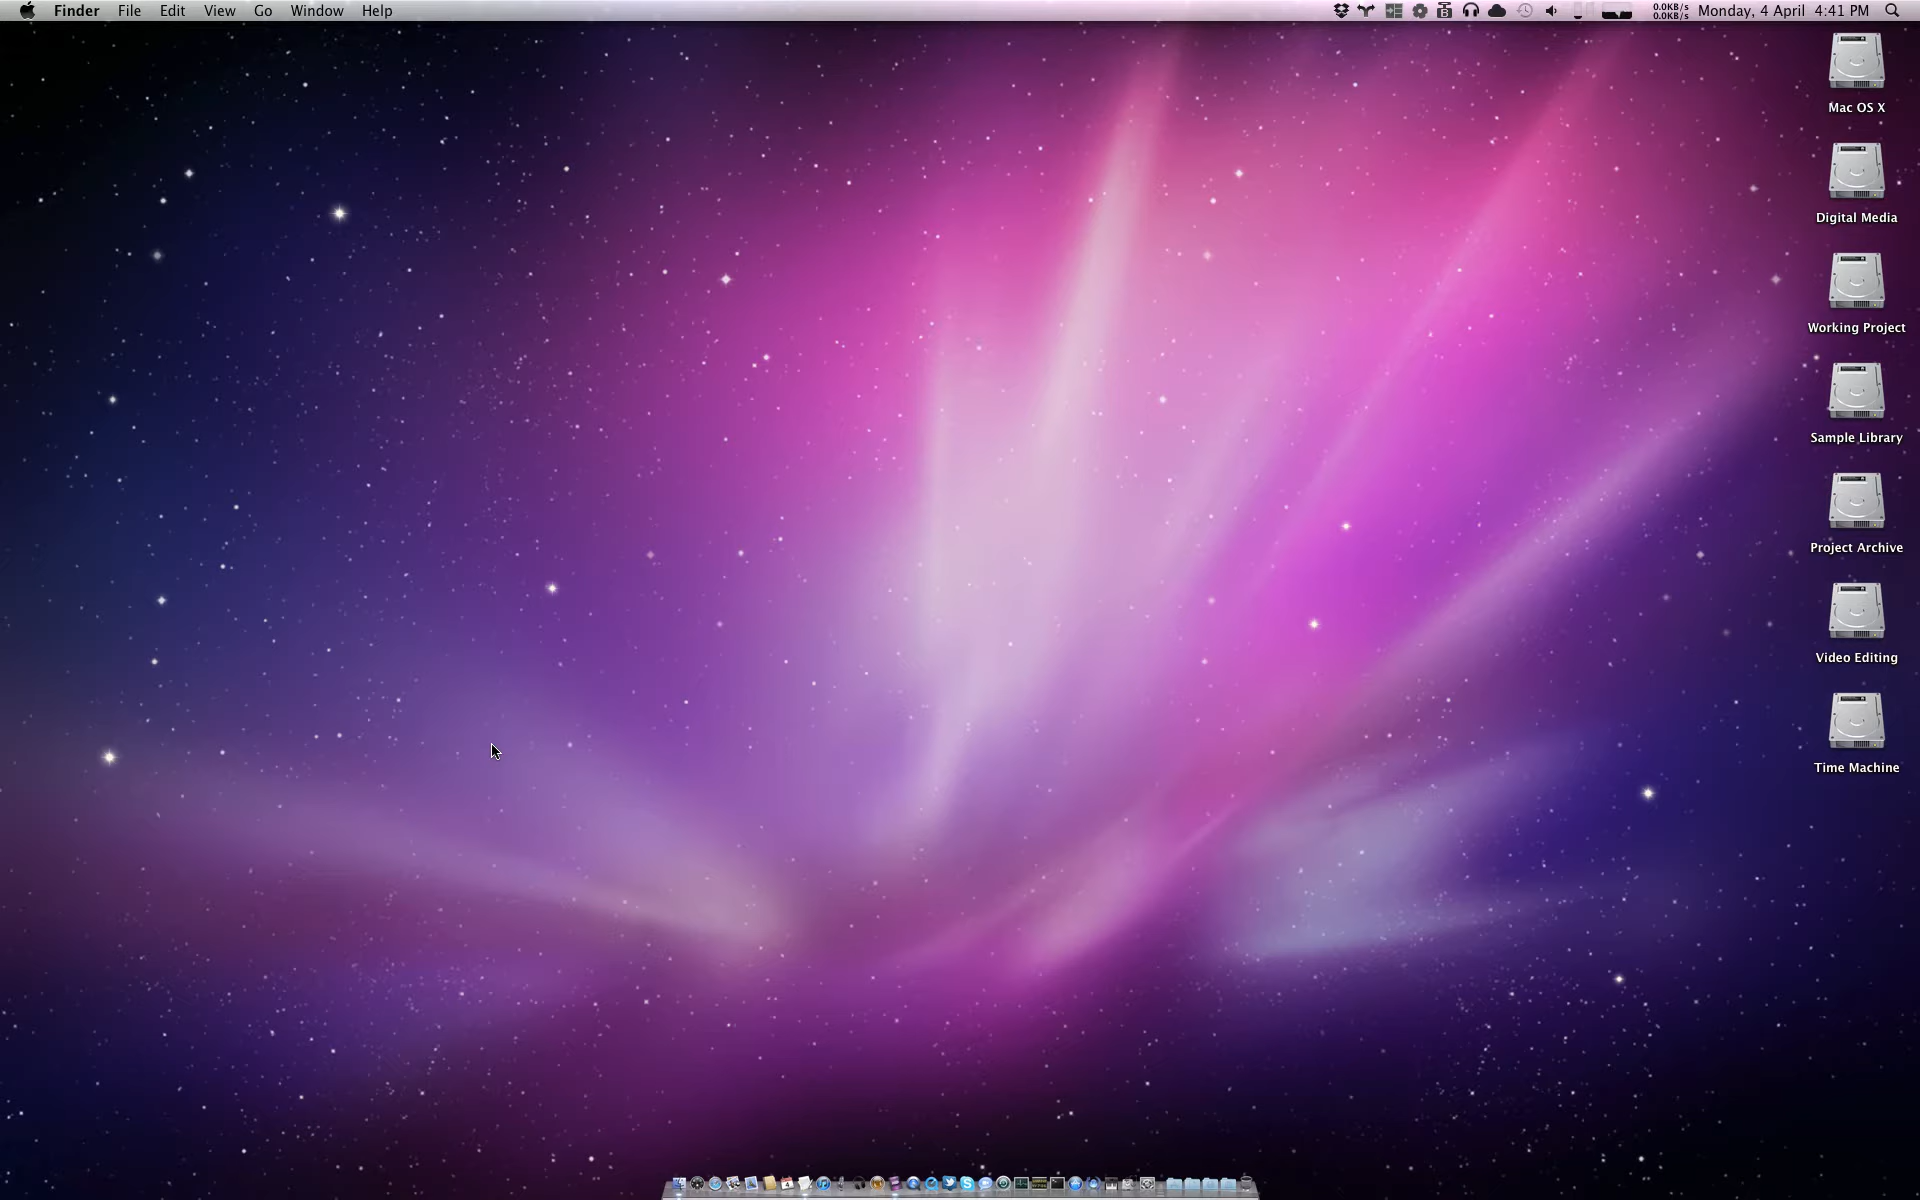 Finder File Edit View Go Window Help
0.0KB/s
0.0KB/s
Monday, 4 April 4:41 PM
Mac OS X
Digital Media
Working Project
Sample Library
Project Archive
Video Editing
Time Machine